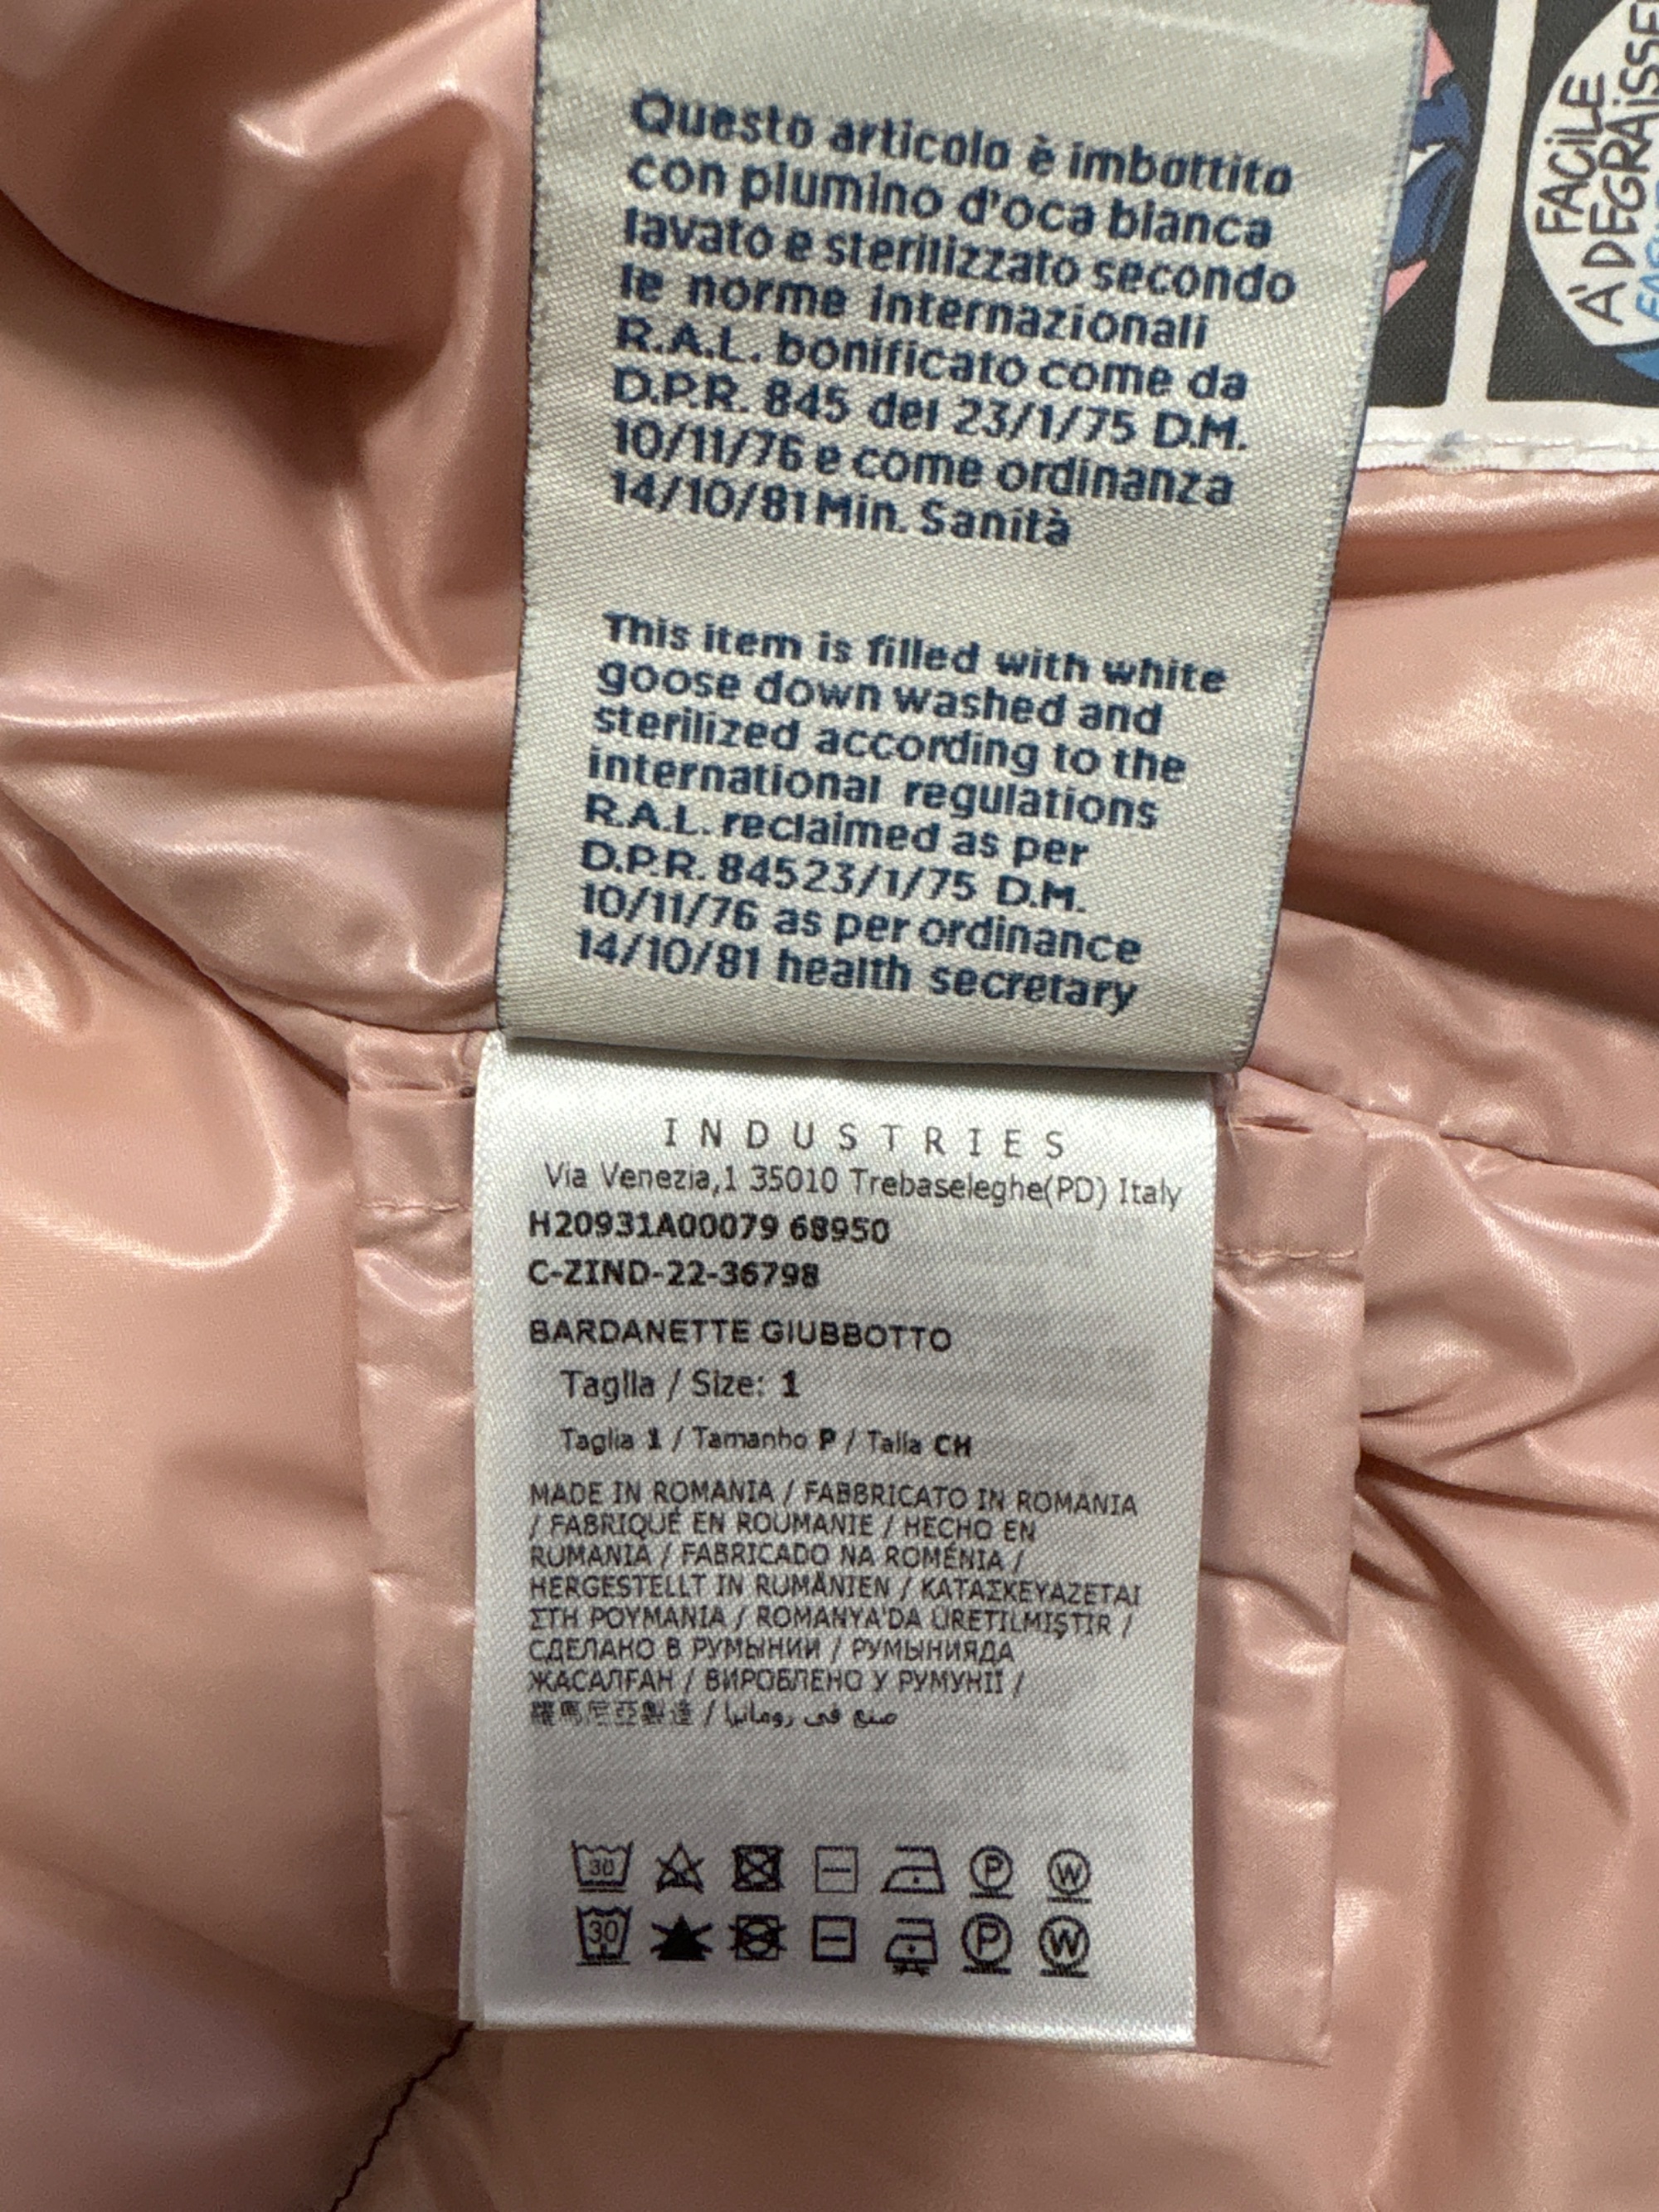 Questo articolo è imbottito
con piumino d'oca bianca
lavato e sterilizzato secondo
le norme internazionali
R.A.L. bonificato come da
D.P.R. 845 del 23/1/75 D.M.
10/11/76 e come ordinanza
14/10/81 Min. Sanità
This item is filled with white
goose down washed and
sterilized according to the
international regulations
R.A.L. reclaimed as per
D.P.R. 84523/1/75 D.M.
10/11/76 as per ordinance
14/10/81 health secretary
FACILE
À DEGRAISSE
INDUSTRIES
Via Venezia,1 35010 Trebaseleghe(PD) Italy
H20931A00079 68950
C-ZIND-22-36798
BARDANETTE GIUBBOTTO
Taglia / Size: 1
Taglia 1 / Tamanho P / Talla CH
MADE IN ROMANIA / FABBRICATO IN ROMANIA
/ FABRIQUÉ EN ROUMANIE / HECHO EN
RUMANIA / FABRICADO NA ROMÉNIA /
HERGESTELLT IN RUMÄNIEN / ΚΑΤΑΣΚΕΥΑΖΕΤΑΙ
ΣΤΗ ΡΟΥΜΑΝΙΑ / ROMANYA'DA ÜRETILMIŞTIR /
СДЕЛАНО В РУМЫНИИ / РУМЫНИЯДА
ЖАСАЛҒАН / ВИРОБЛЕНО У РУМУНІЇ /
羅馬尼亞製造 / صنع في رومانيا
30 P W
30 P W